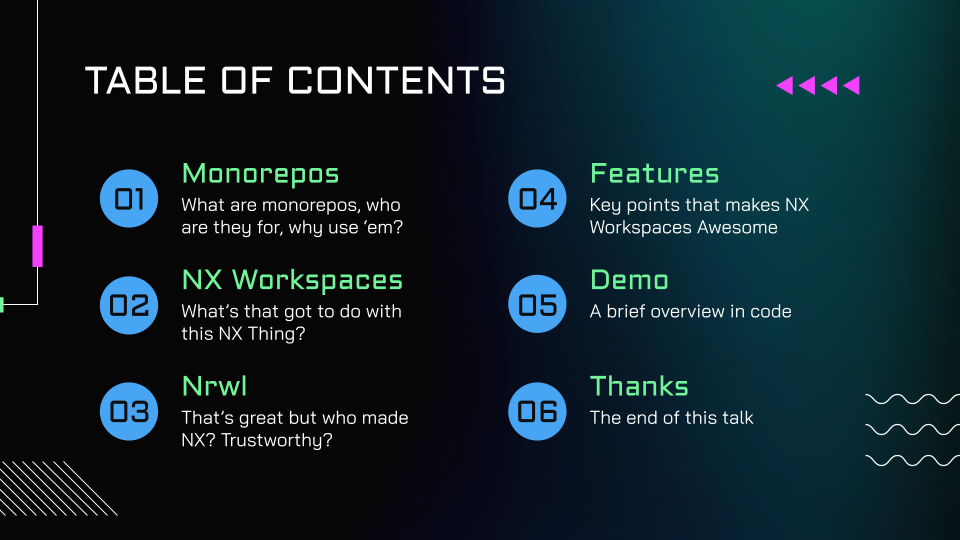 TABLE OF CONTENTS
01
Monorepos
What are monorepos, who
are they for, why use ‘em?
02
NX Workspaces
What’s that got to do with
this NX Thing?
03
Nrwl
That’s great but who made
NX? Trustworthy?
04
Features
Key points that makes NX
Workspaces Awesome
05
Demo
A brief overview in code
06
Thanks
The end of this talk